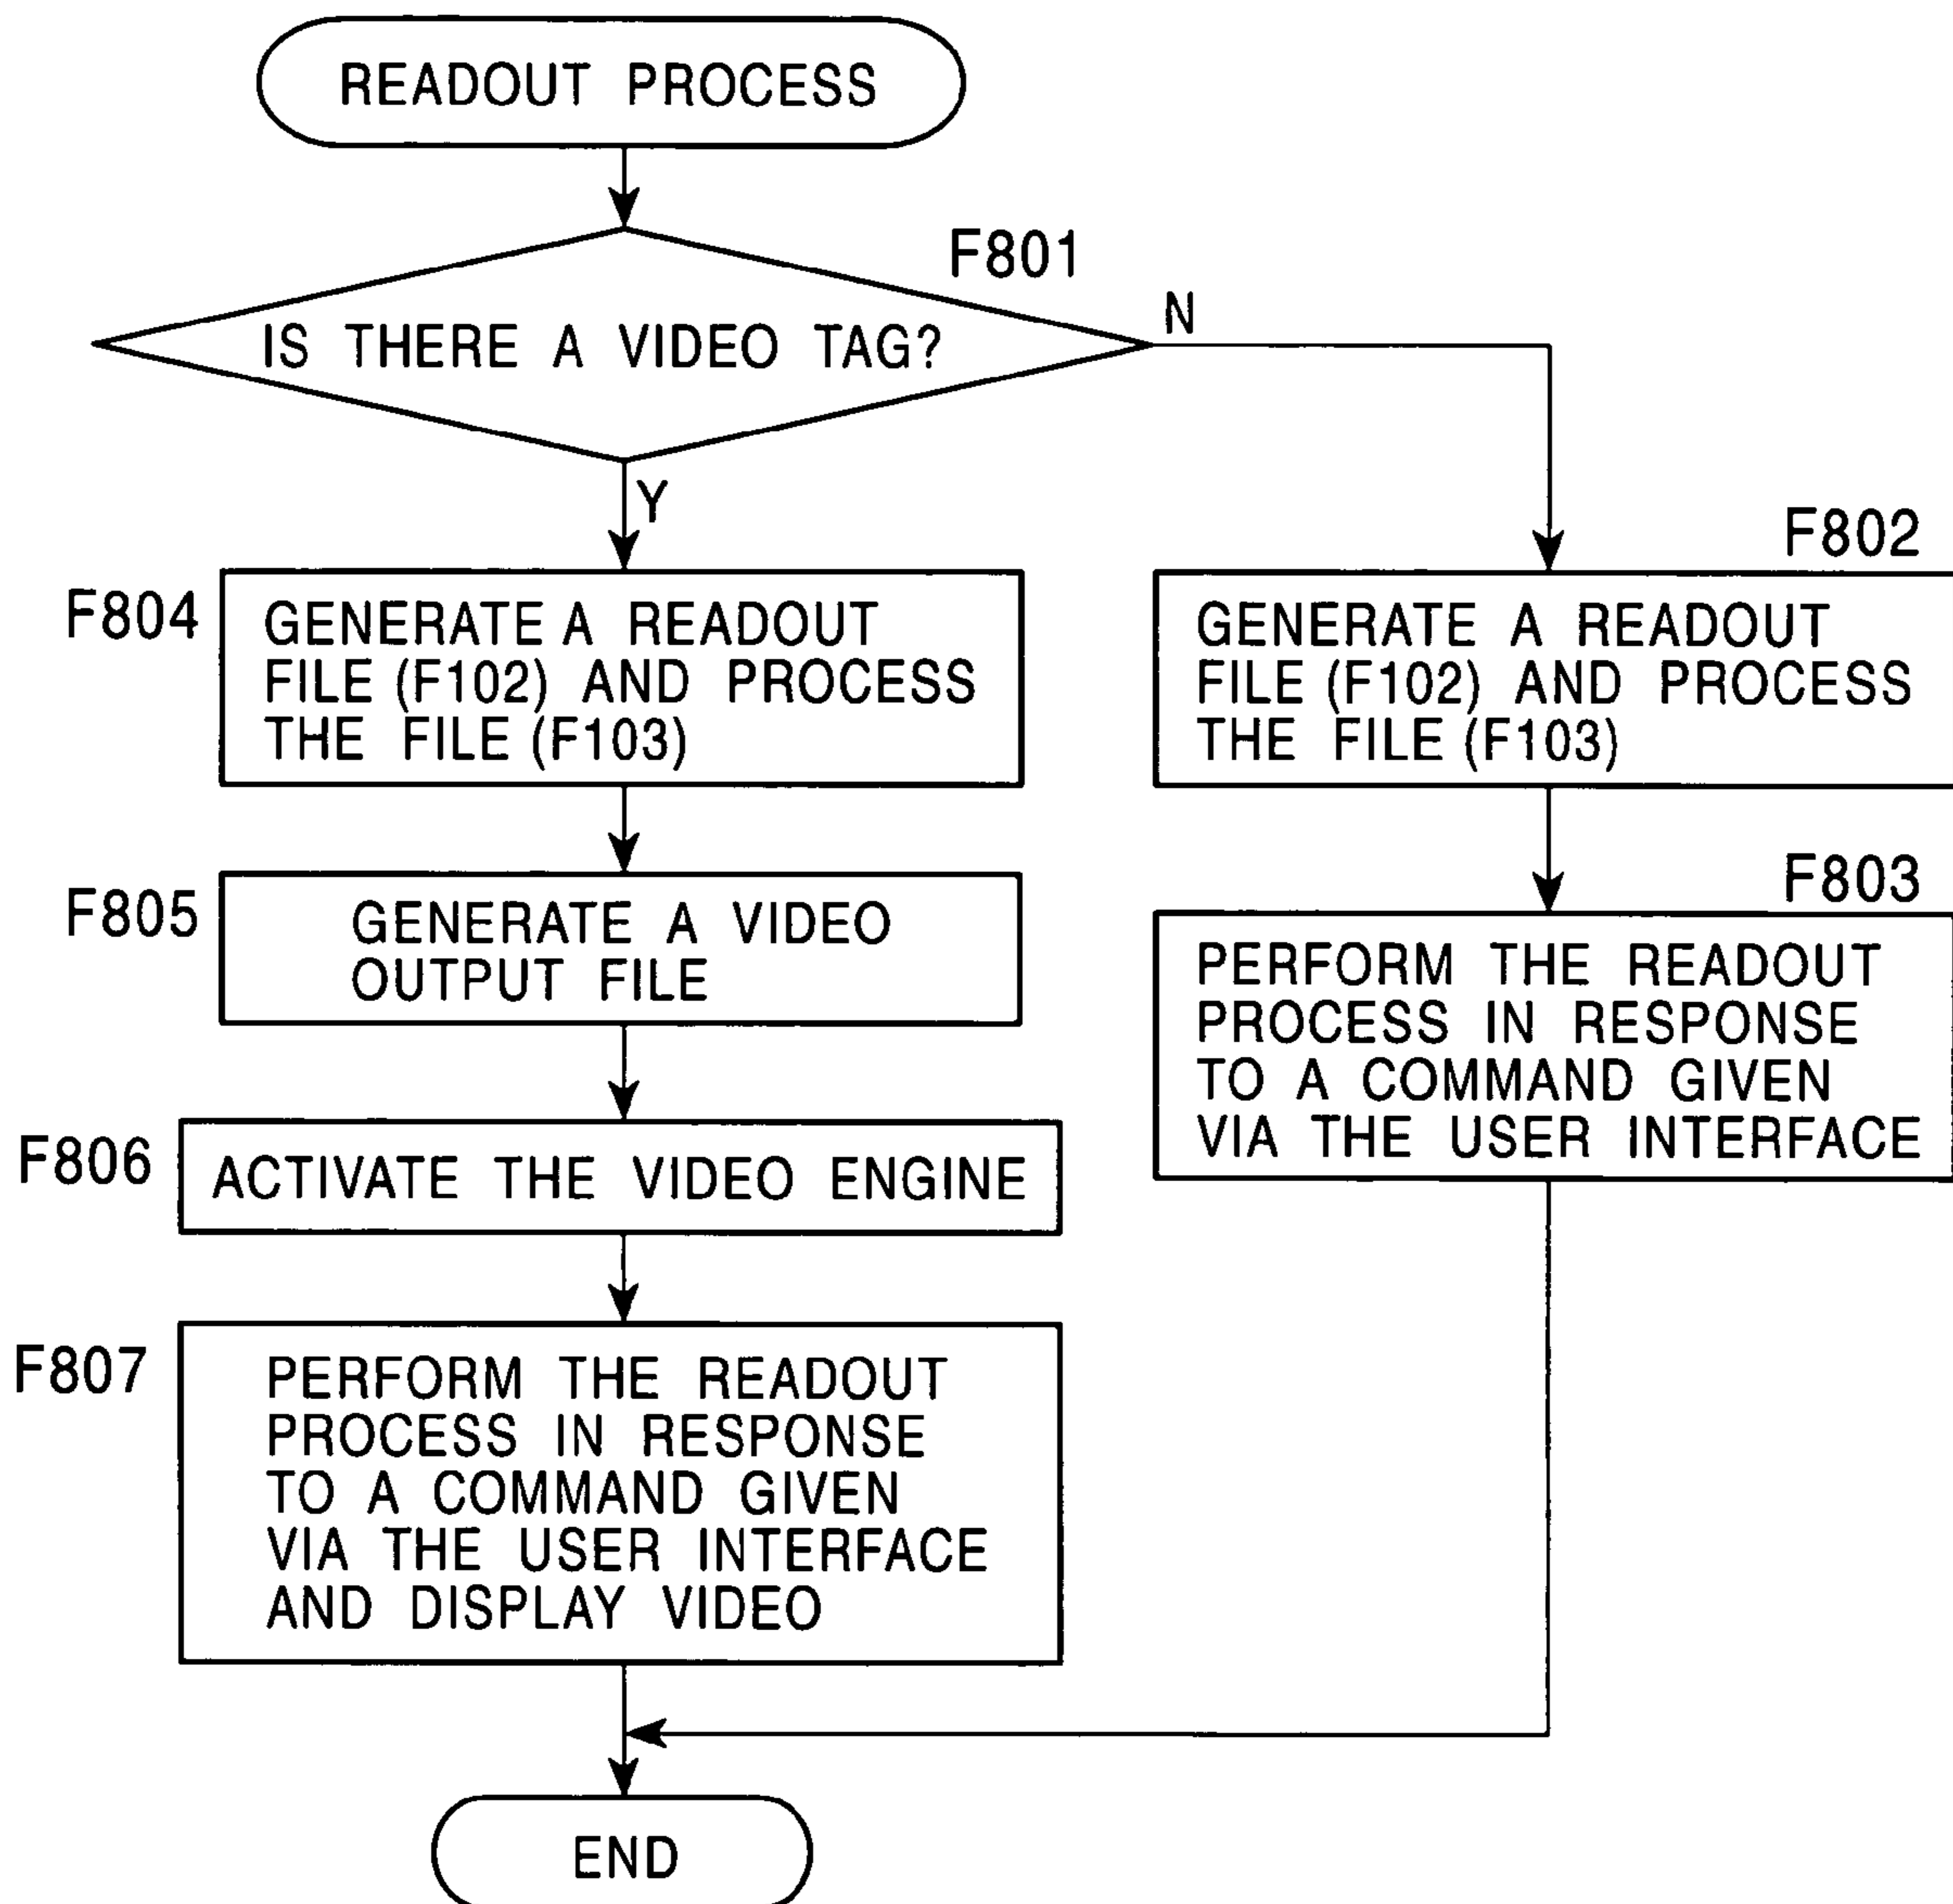 READOUT PROCESS
F801
IS THERE A VIDEO TAG?
N
Y
F804
GENERATE A READOUT
FILE (F102) AND PROCESS
THE FILE (F103)
F805
GENERATE A VIDEO
OUTPUT FILE
F806
ACTIVATE THE VIDEO ENGINE
F807
PERFORM THE READOUT
PROCESS IN RESPONSE
TO A COMMAND GIVEN
VIA THE USER INTERFACE
AND DISPLAY VIDEO
F802
GENERATE A READOUT
FILE (F102) AND PROCESS
THE FILE (F103)
F803
PERFORM THE READOUT
PROCESS IN RESPONSE
TO A COMMAND GIVEN
VIA THE USER INTERFACE
END